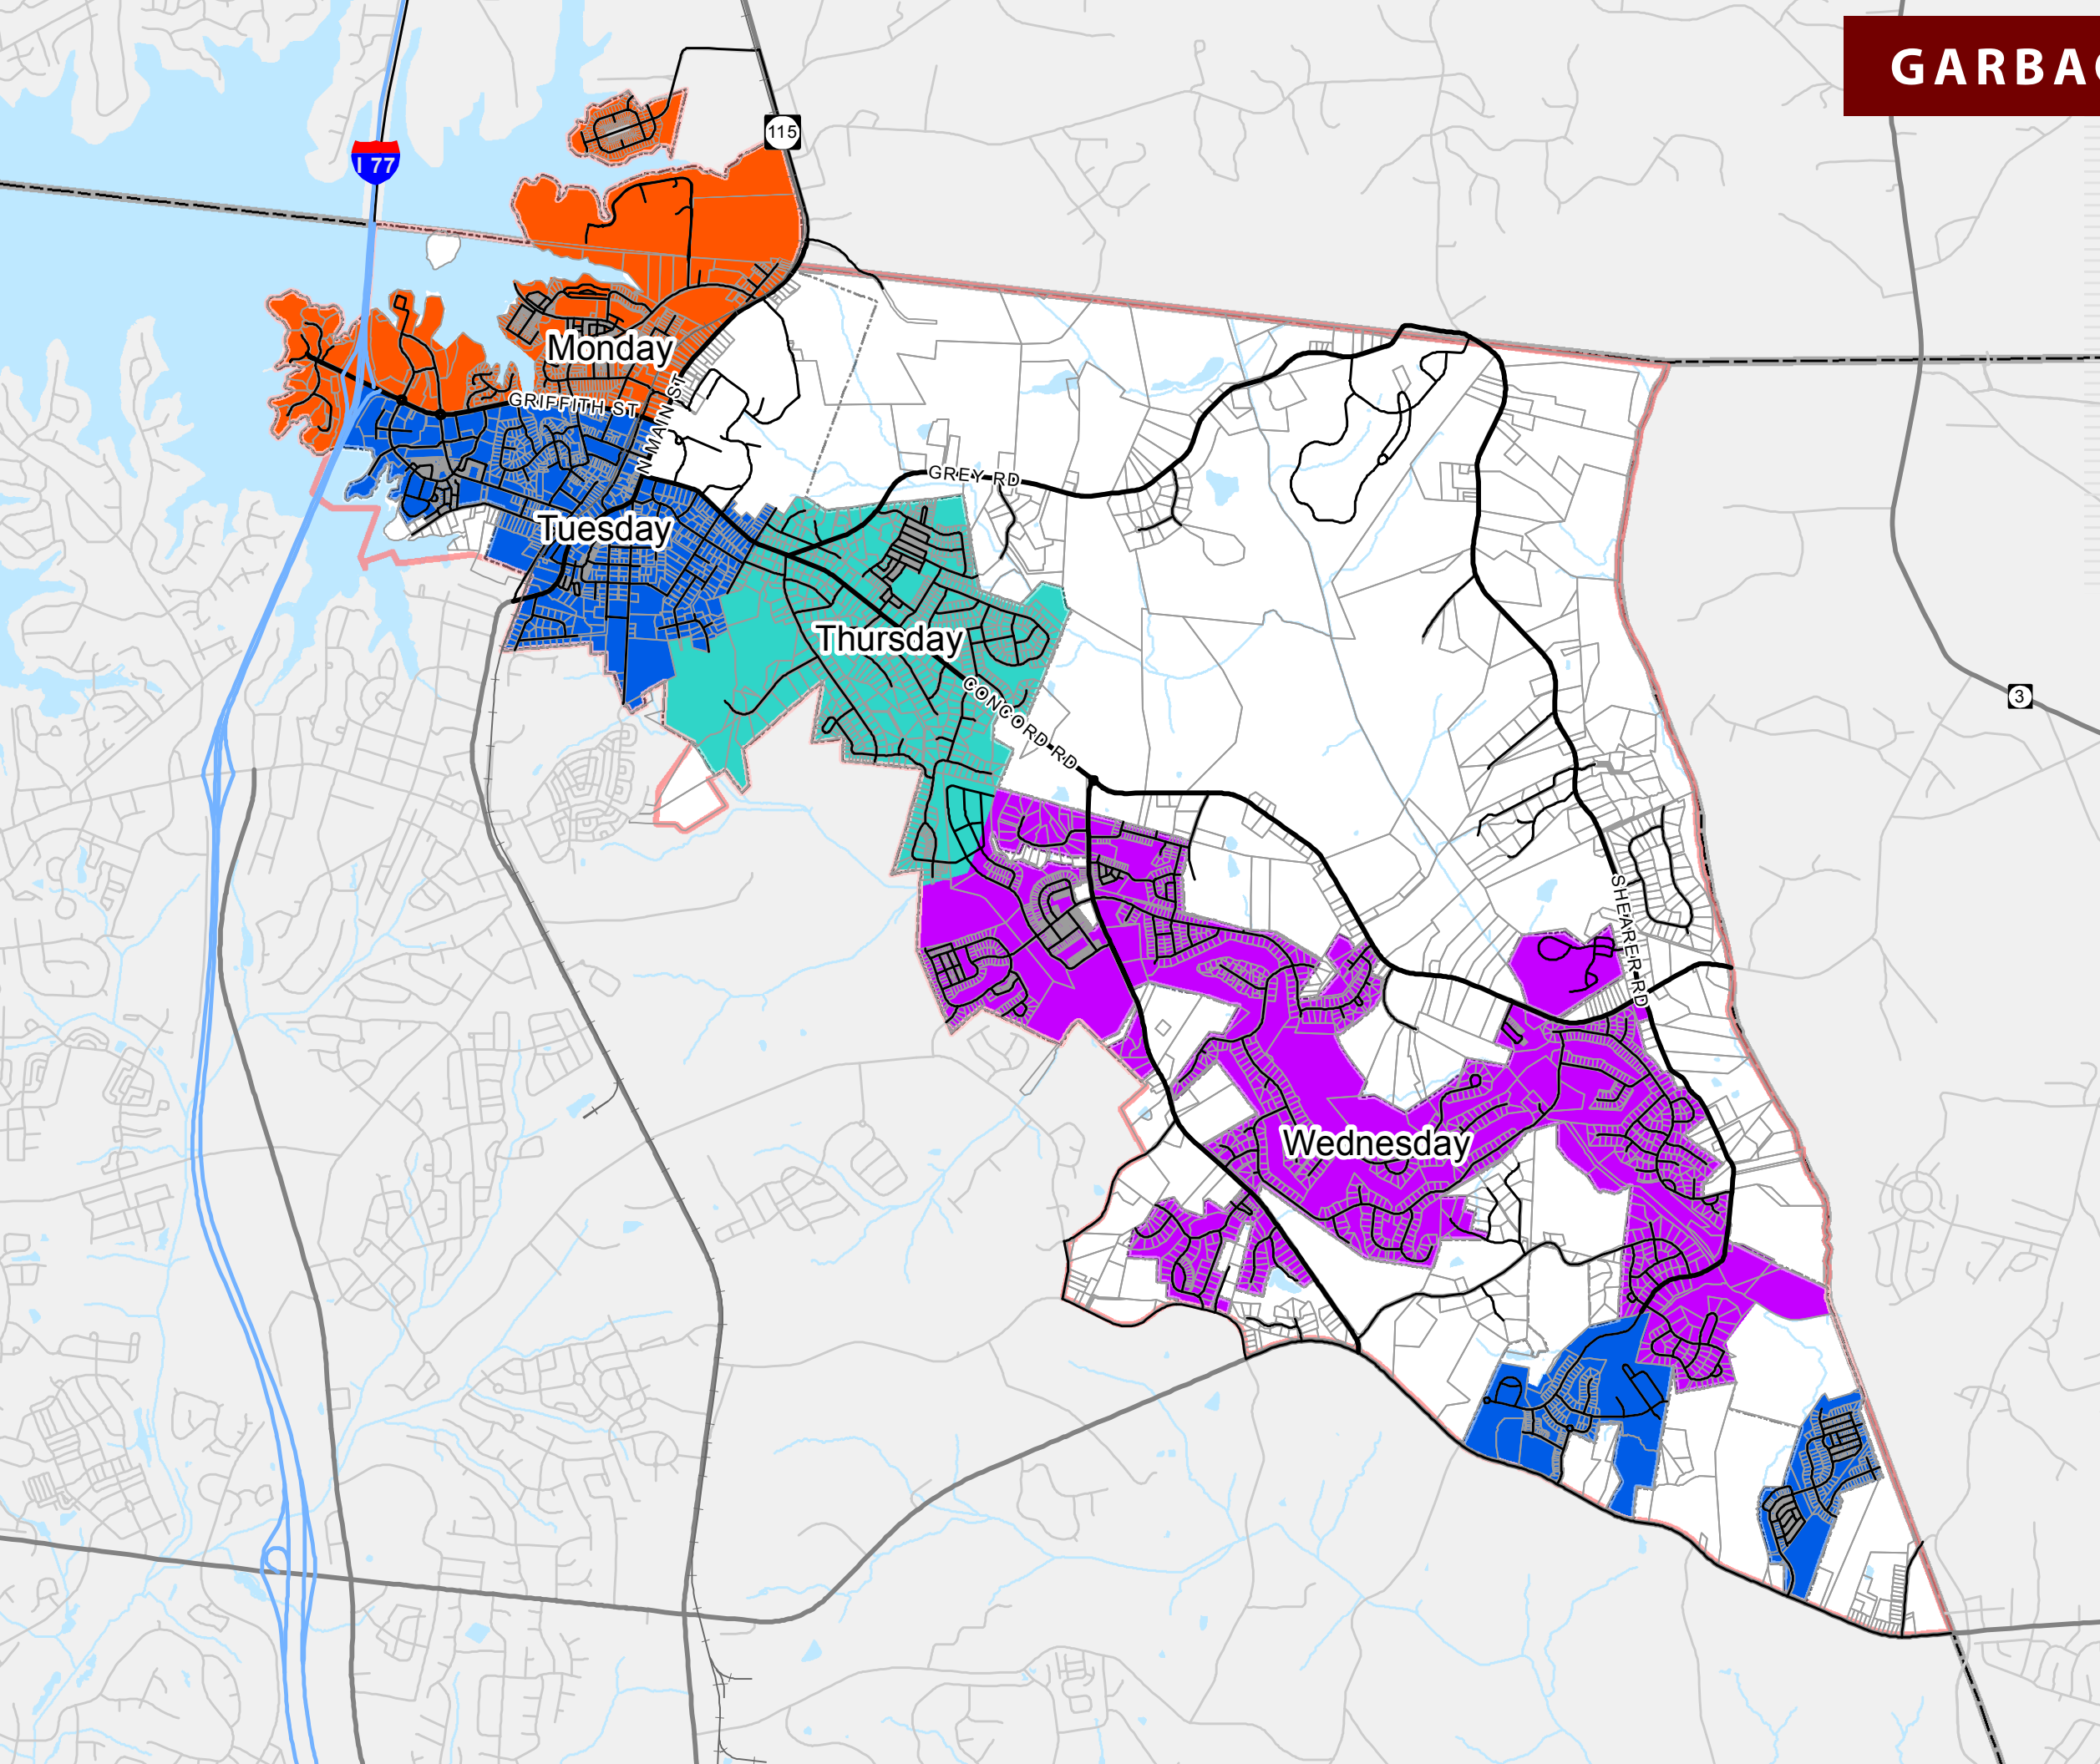 GARBAG
115
I 77
Monday
GRIFFITH ST
N MAIN ST
GREY RD
Tuesday
Thursday
CONCORD RD
3
SHEARER RD
Wednesday